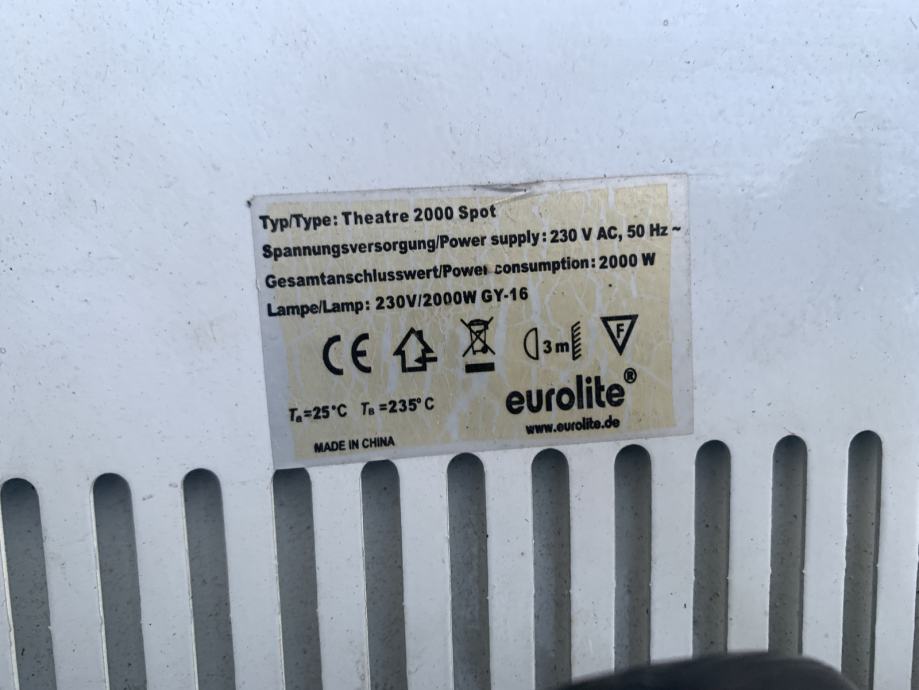 Typ/Type: Theatre 2000 Spot
Spannungsversorgung/Power supply: 230 V AC, 50 Hz ~
Gesamtanschlusswert/Power consumption: 2000 W
Lampe/Lamp: 230V/2000W GY-16
CE 3 m F
Ta=25°C TB =235°C
eurolite®
www.eurolite.de
MADE IN CHINA